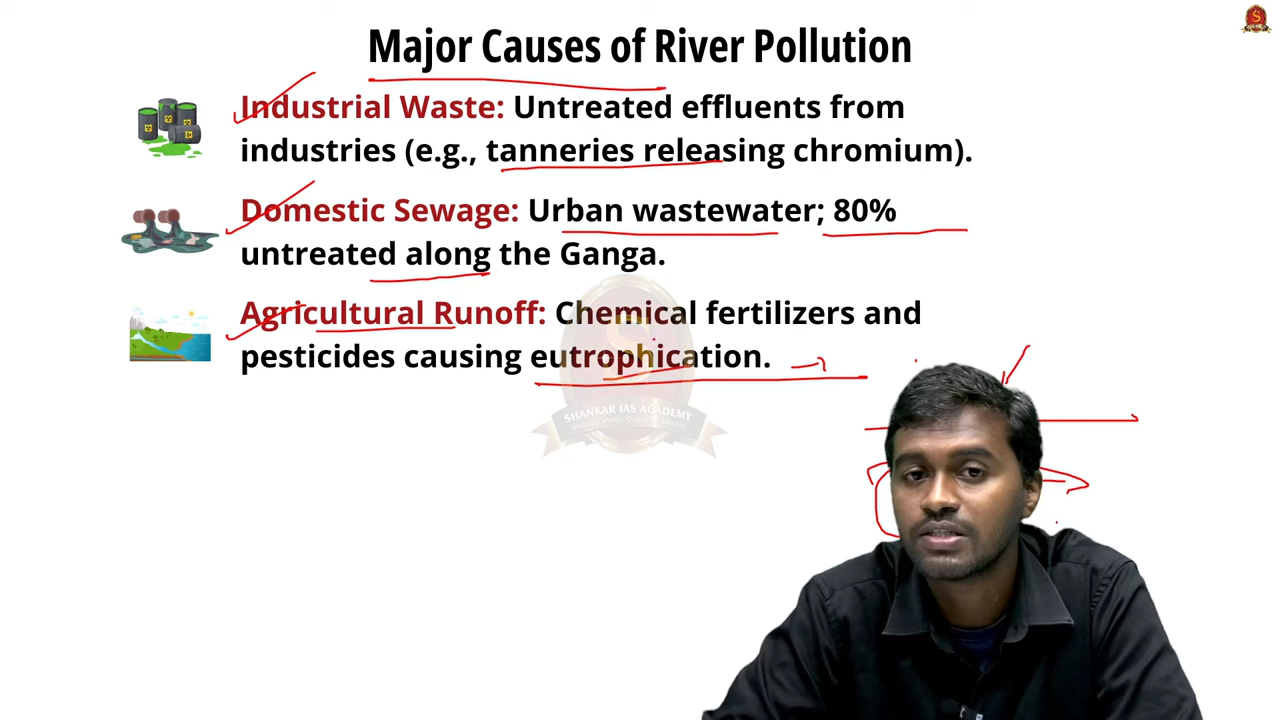 Major Causes of River Pollution
Industrial Waste: Untreated effluents from
industries (e.g., tanneries releasing chromium).
Domestic Sewage: Urban wastewater; 80%
untreated along the Ganga.
Agricultural Runoff: Chemical fertilizers and
pesticides causing eutrophication.
S
SHANKAR IAS ACADEMY